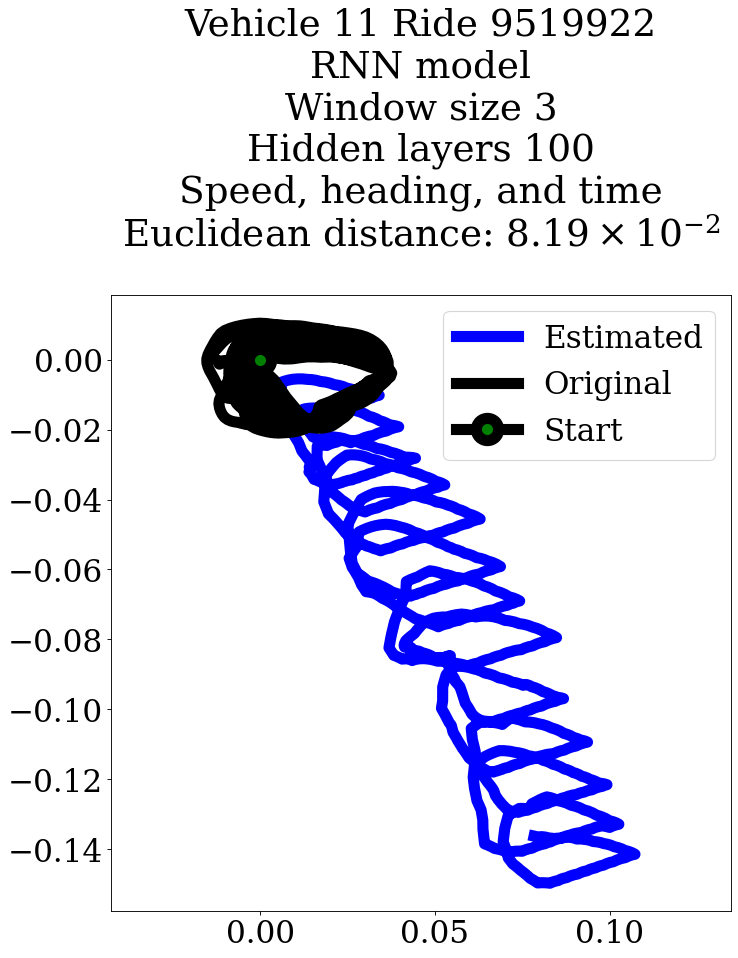 Vehicle 11 Ride 9519922
RNN model
Window size 3
Hidden layers 100
Speed, heading, and time
Euclidean distance: 8.19 × 10⁻²
Estimated
Original
Start
0.00
−0.02
−0.04
−0.06
−0.08
−0.10
−0.12
−0.14
0.00 0.05 0.10